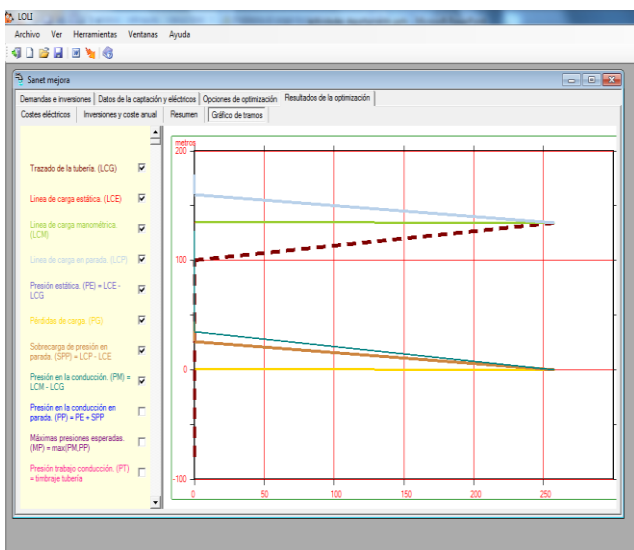 LOLI
Archivo Ver Herramientas Ventanas Ayuda
Sanet mejora
Demandas e inversiones Datos de la captación y eléctricos Opciones de optimización Resultados de la optimización
Costes eléctricos Inversiones y coste anual Resumen Gráfico de tramos
Trazado de la tubería. (LCG)
Linea de carga estática. (LCE)
Linea de carga manométrica.
(LCM)
Linea de carga en parada. (LCP)
Presión estática. (PE) = LCE -
LCG
Pérdidas de carga. (PG)
Sobrecarga de presión en
parada. (SPP) = LCP - LCE
Presión en la conducción. (PM) =
LCM - LCG
Presión en la conducción en
parada. (PP) = PE + SPP
Máximas presiones esperadas.
(MP) = max(PM,PP)
Presión trabajo conducción. (PT)
= timbraje tubería
metros
200
100
0
-100
0 50 100 150 200 250